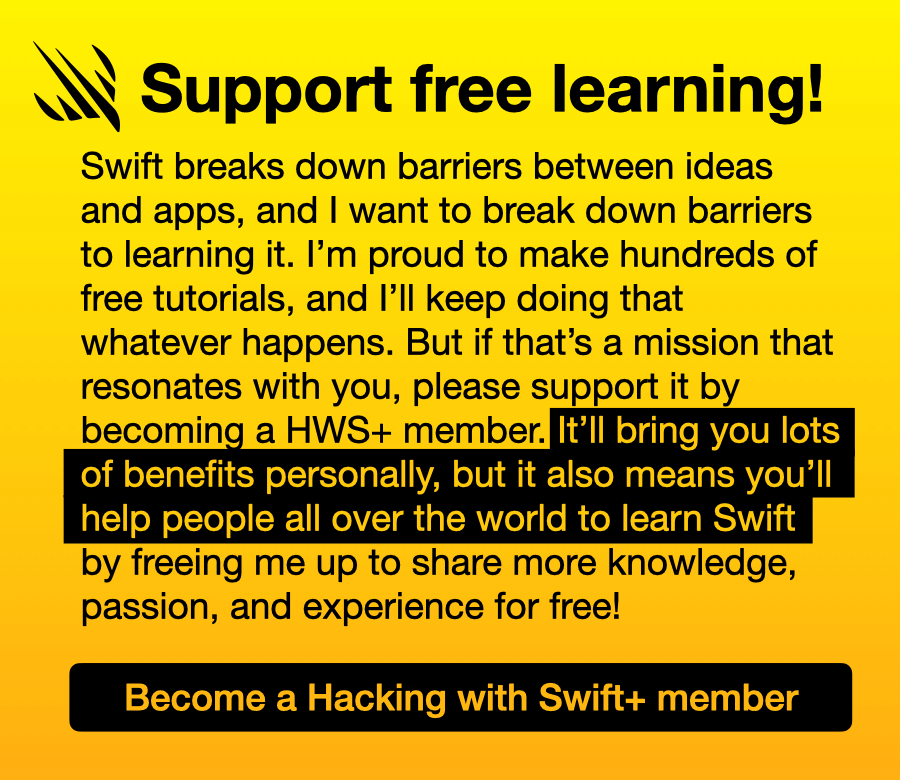 Support free learning!
Swift breaks down barriers between ideas
and apps, and I want to break down barriers
to learning it. I’m proud to make hundreds of
free tutorials, and I’ll keep doing that
whatever happens. But if that’s a mission that
resonates with you, please support it by
becoming a HWS+ member. It’ll bring you lots
of benefits personally, but it also means you’ll
help people all over the world to learn Swift
by freeing me up to share more knowledge,
passion, and experience for free!
Become a Hacking with Swift+ member